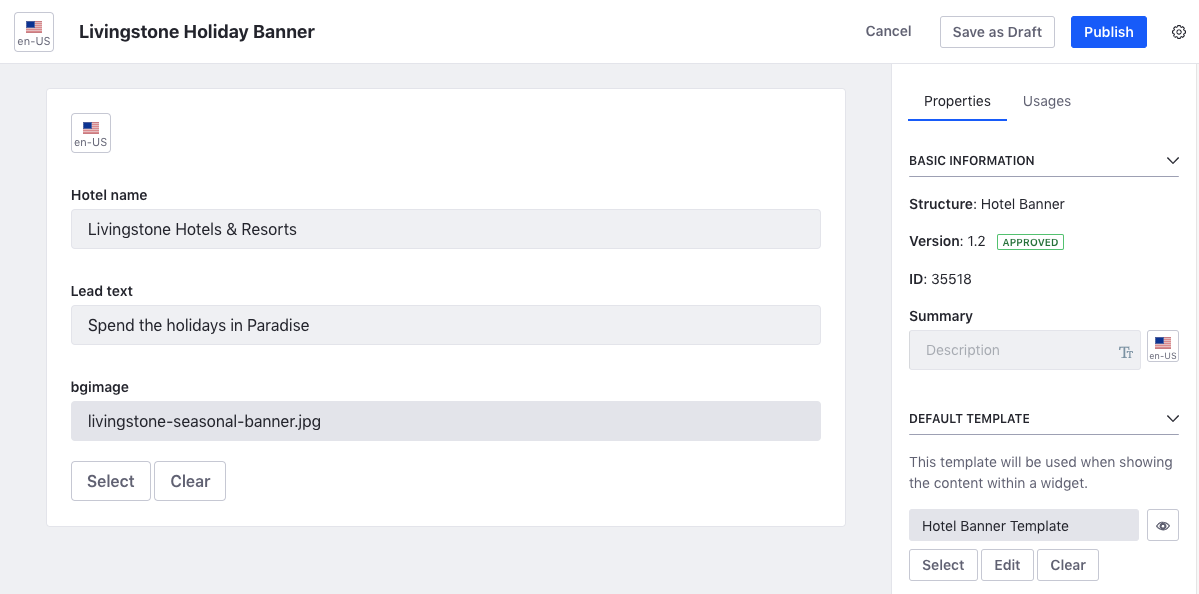 en-US
Livingstone Holiday Banner
Cancel
Save as Draft
Publish
en-US
Hotel name
Livingstone Hotels & Resorts
Lead text
Spend the holidays in Paradise
bgimage
livingstone-seasonal-banner.jpg
Select
Clear
Properties
Usages
BASIC INFORMATION
Structure: Hotel Banner
Version: 1.2 APPROVED
ID: 35518
Summary
Description
en-US
DEFAULT TEMPLATE
This template will be used when showing
the content within a widget.
Hotel Banner Template
Select
Edit
Clear